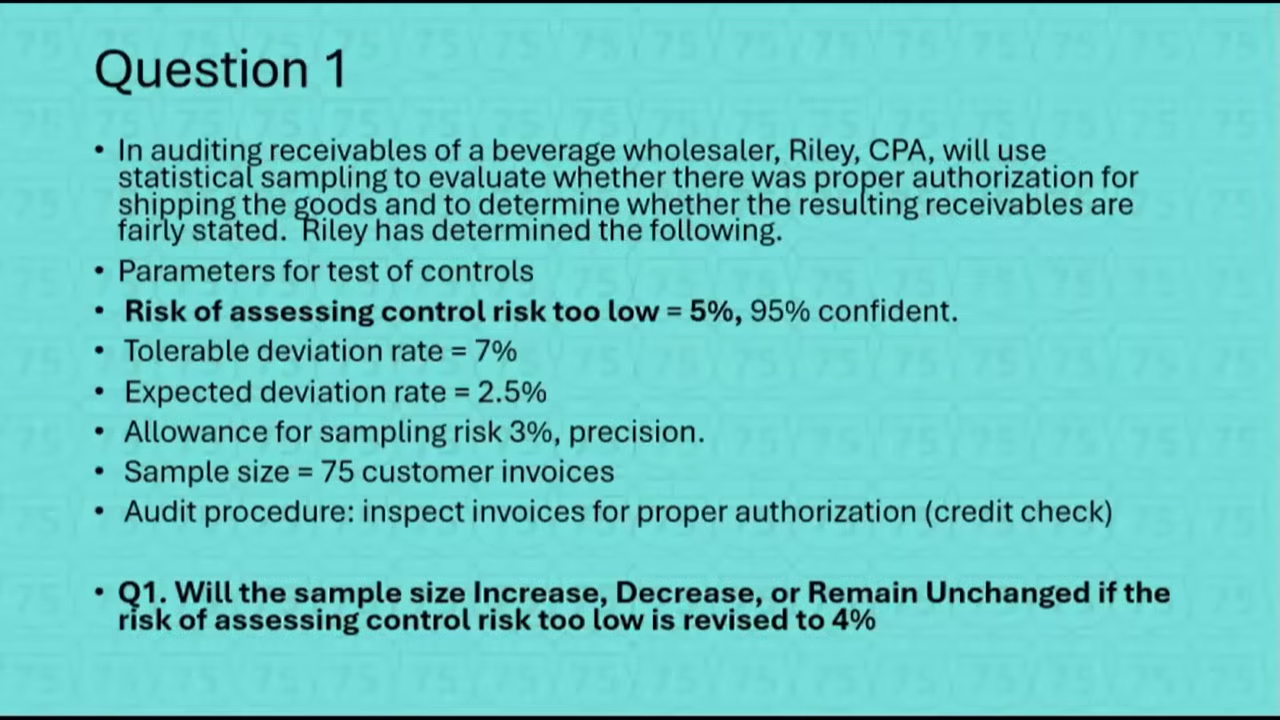 Question 1
• In auditing receivables of a beverage wholesaler, Riley, CPA, will use
statistical sampling to evaluate whether there was proper authorization for
shipping the goods and to determine whether the resulting receivables are
fairly stated. Riley has determined the following.
• Parameters for test of controls
• Risk of assessing control risk too low = 5%, 95% confident.
• Tolerable deviation rate = 7%
• Expected deviation rate = 2.5%
• Allowance for sampling risk 3%, precision.
• Sample size = 75 customer invoices
• Audit procedure: inspect invoices for proper authorization (credit check)
• Q1. Will the sample size Increase, Decrease, or Remain Unchanged if the
risk of assessing control risk too low is revised to 4%